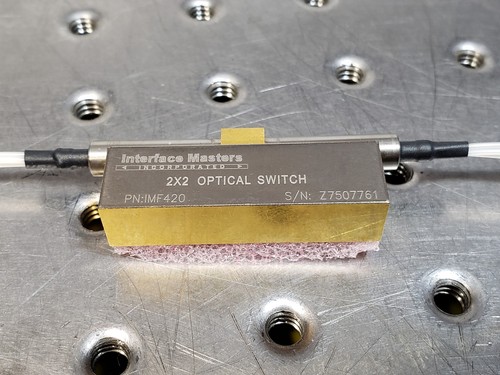 Interface Masters
INCORPORATED
2X2 OPTICAL SWITCH
PN:IMF420 S/N: Z7507761